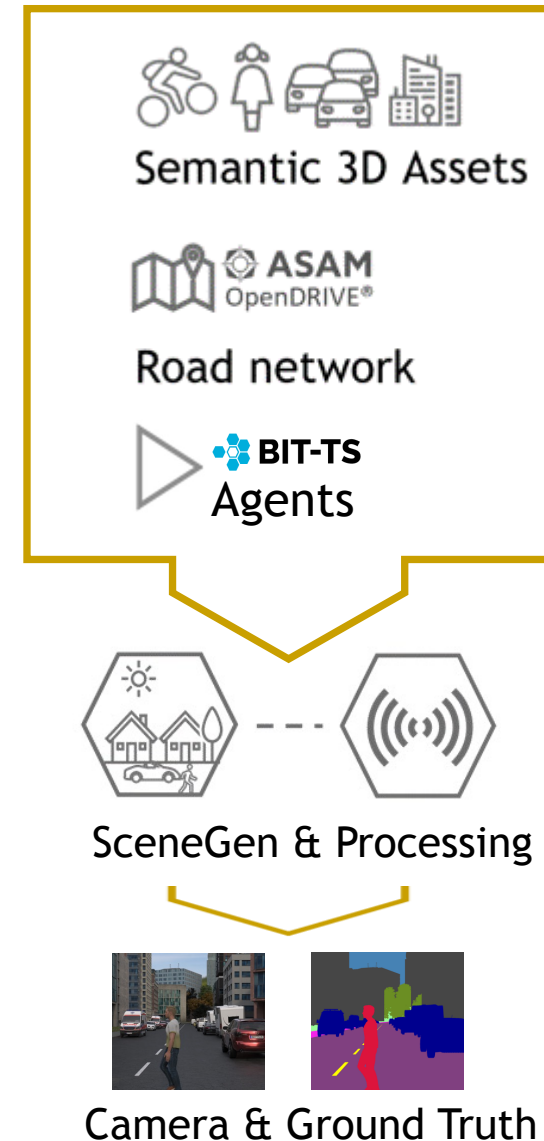 Semantic 3D Assets
ASAM
OpenDRIVE®
Road network
BIT-TS
Agents
SceneGen & Processing
Camera & Ground Truth